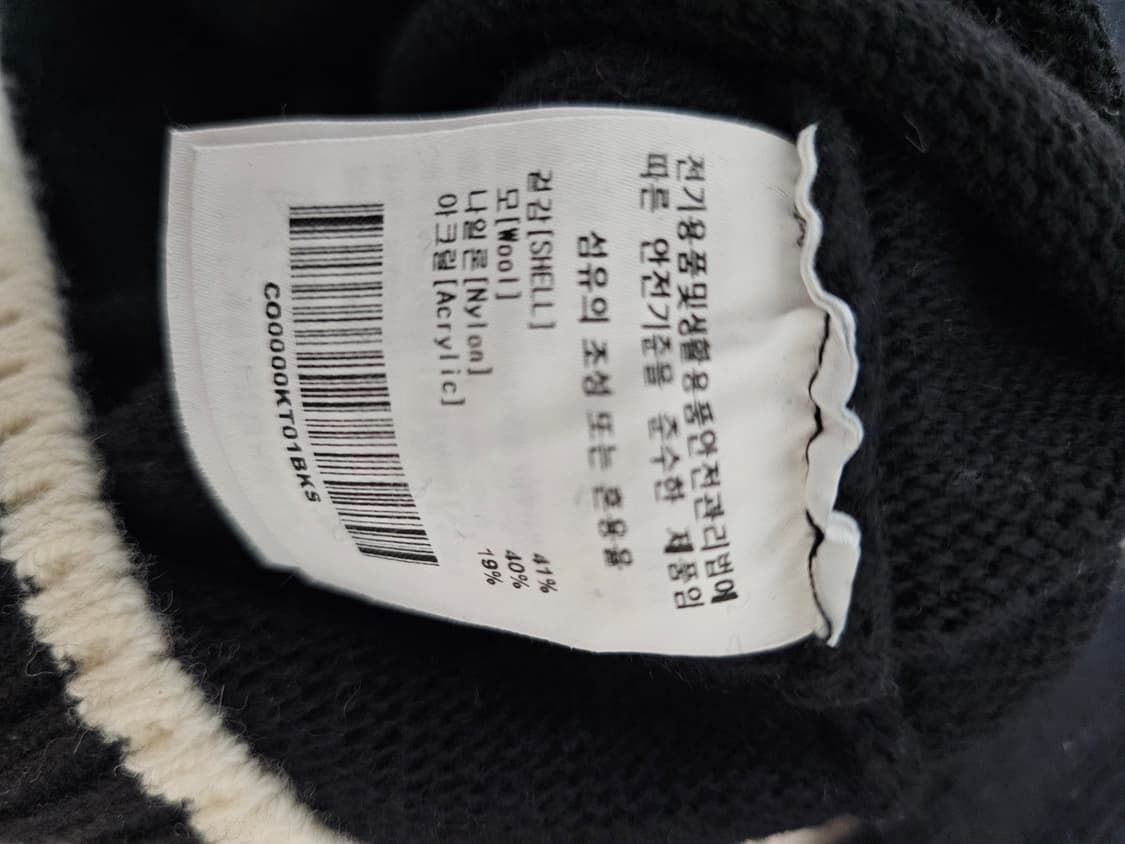 전기용품및생활용품안전관리법에
따른 안전기준을 준수한 제품임
섬유의 조성 또는 혼용율
겉감[SHELL]
모[Wool] 41%
나일론[Nylon] 40%
아크릴[Acrylic] 19%
CO0000KT01BKS